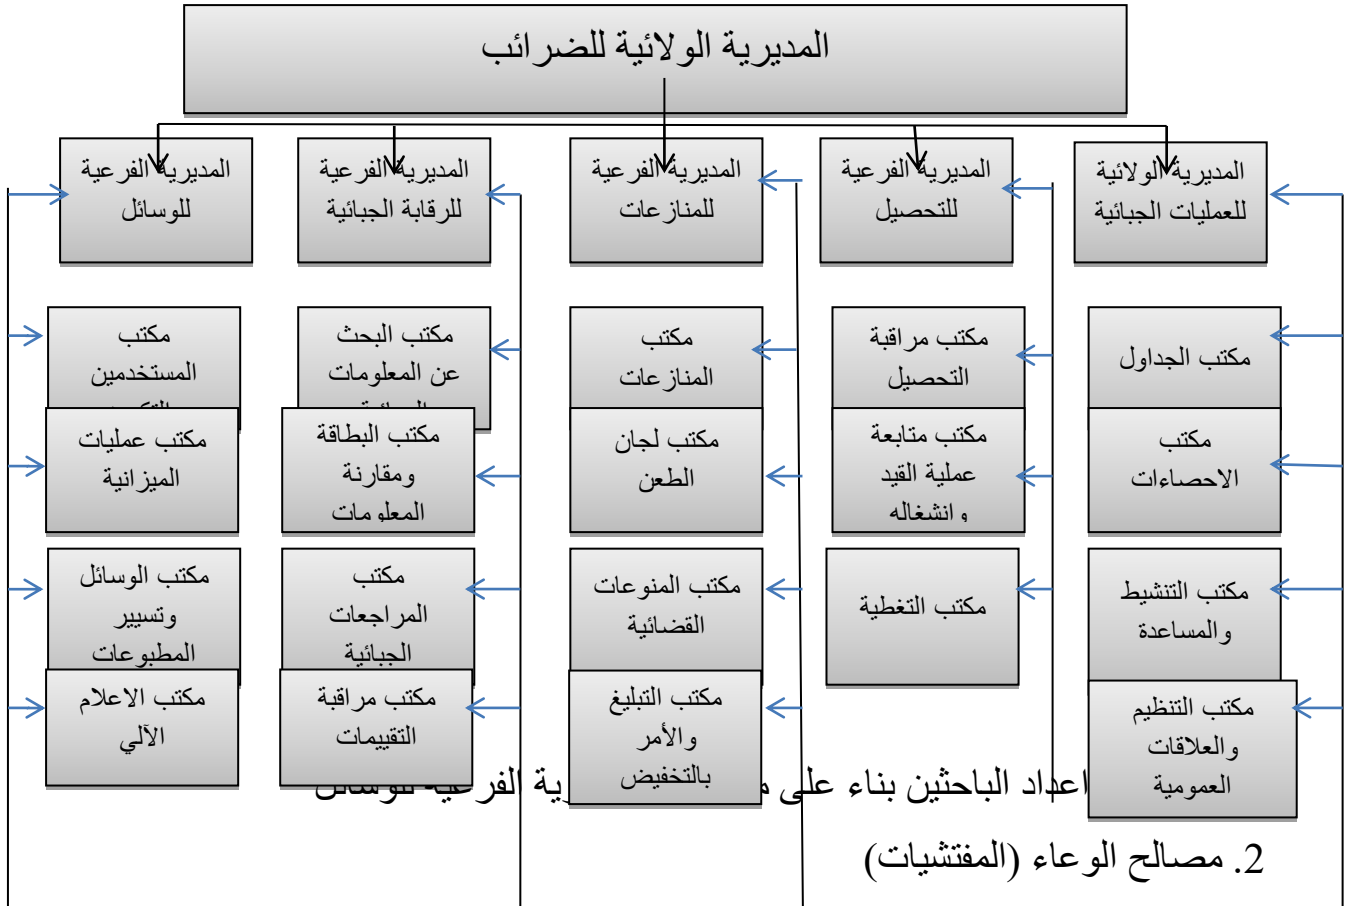 المديرية الولائية للضرائب
المديرية الولائية
للعمليات الجبائية
المديرية الفرعية
للتحصيل
المديرية الفرعية
للمنازعات
المديرية الفرعية
للرقابة الجبائية
المديرية الفرعية
للوسائل
مكتب الجداول
مكتب
الاحصاءات
مكتب التنشيط
والمساعدة
مكتب التنظيم
والعلاقات
العمومية
مكتب مراقبة
التحصيل
مكتب متابعة
عملية القيد
وانشغاله
مكتب التغطية
مكتب
المنازعات
مكتب لجان
الطعن
مكتب المنوعات
القضائية
مكتب التبليغ
والأمر
بالتخفيض
مكتب البحث
عن المعلومات
مكتب البطاقة
ومقارنة
المعلومات
مكتب
المراجعات
الجبائية
مكتب مراقبة
التقييمات
مكتب
المستخدمين
مكتب عمليات
الميزانية
مكتب الوسائل
وتسيير
المطبوعات
مكتب الاعلام
الآلي
اعداد الباحثين بناء على الفرعية للوسائل
2. مصالح الوعاء (المفتشيات)